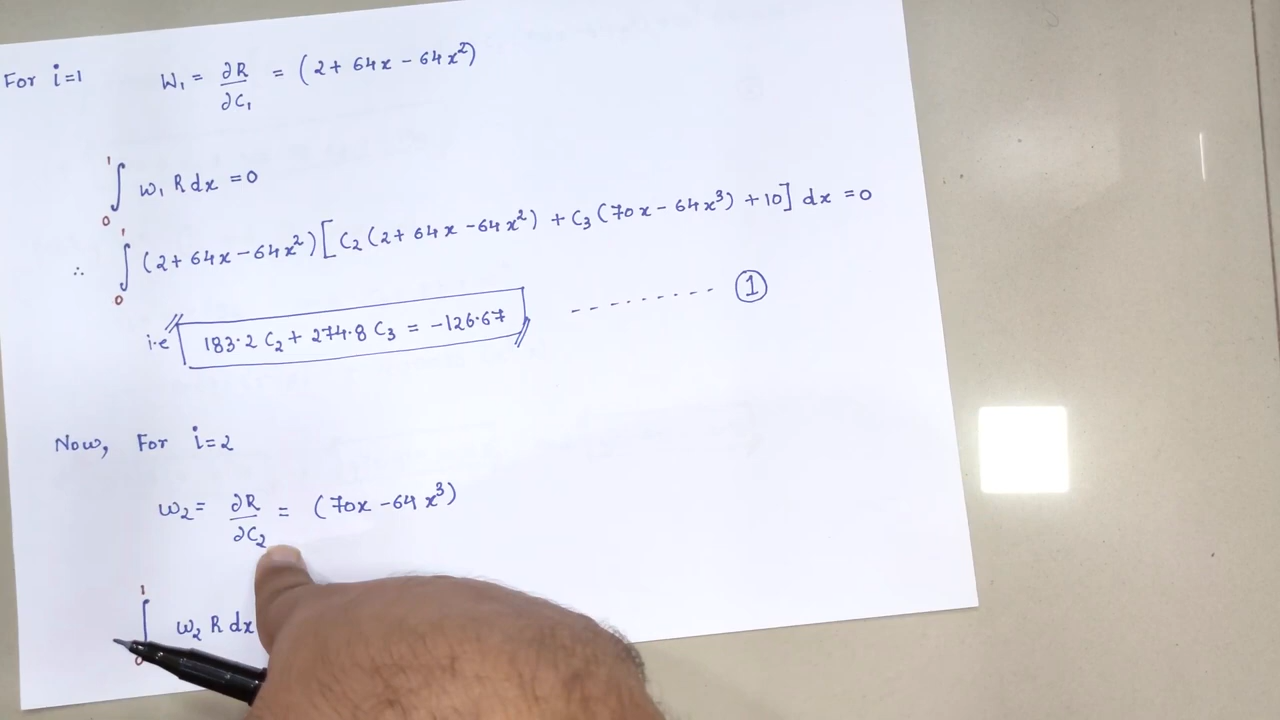 For i=1 W₁ = ∂R/∂C₁ = (2+ 64x − 64x²)
∫₀¹ w₁ R dx = 0
∴ ∫₀¹ (2+ 64x − 64x²) [C₂ (2+ 64x − 64x²) + C₃ (70x − 64x³) + 10] dx = 0
i.e 183.2 C₂ + 274.8 C₃ = −126.67 --------- ①
Now, For i=2
w₂ = ∂R/∂C₂ = (70x − 64x³)
∫₀¹ w₂ R dx